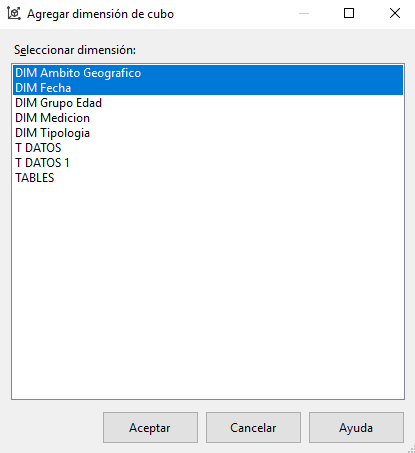 Agregar dimensión de cubo
Seleccionar dimensión:
DIM Ambito Geografico
DIM Fecha
DIM Grupo Edad
DIM Medicion
DIM Tipologia
T DATOS
T DATOS 1
TABLES
Aceptar
Cancelar
Ayuda